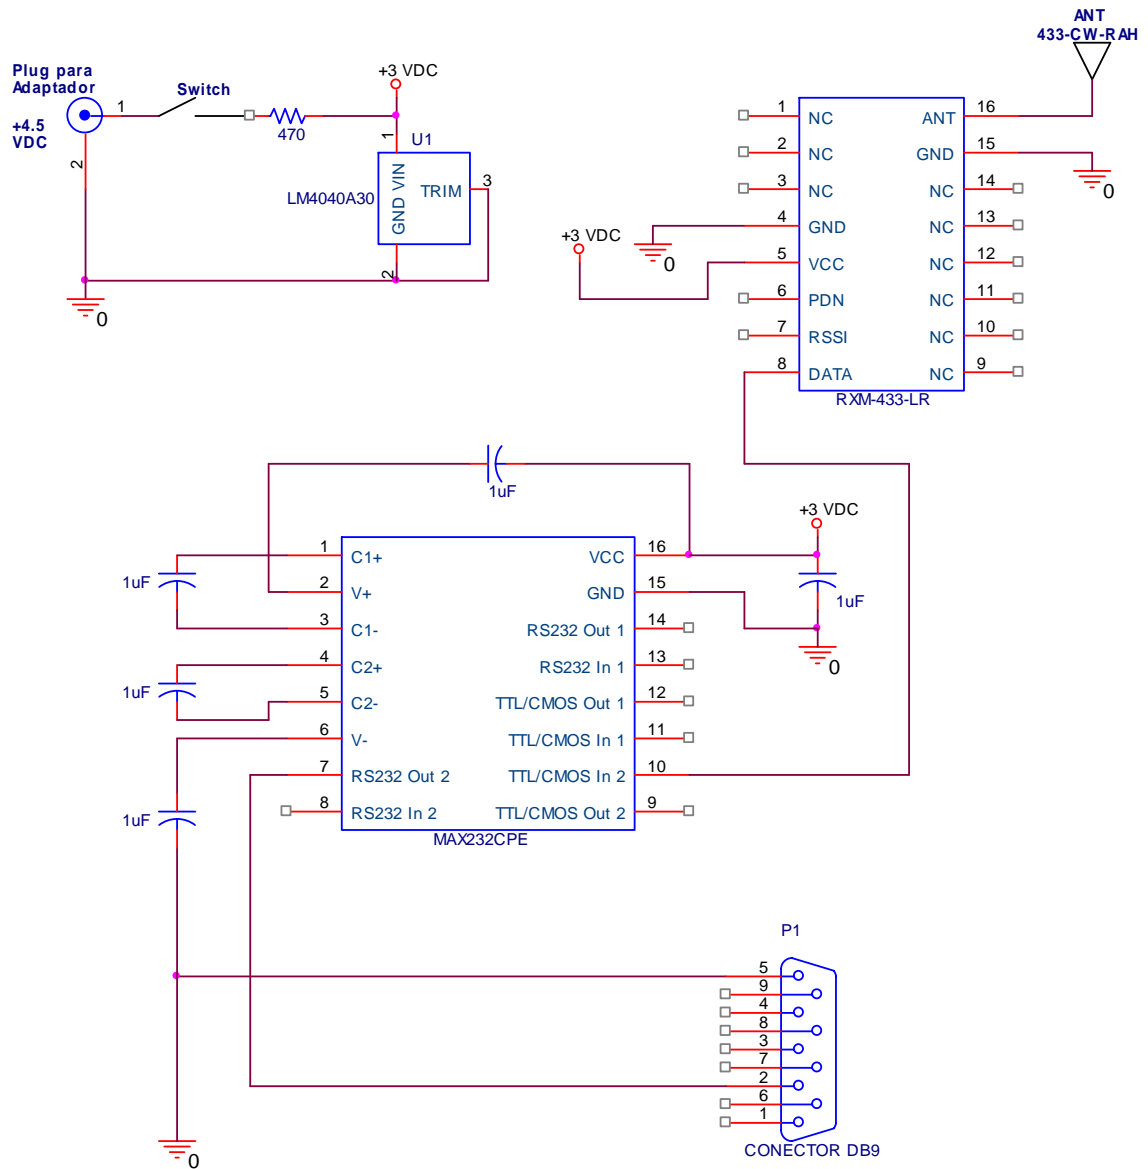 ANT
433-CW-RAH
Plug para
Adaptador
+4.5
VDC
1
2
Switch
470
+3 VDC
U1
1
GND VIN
TRIM
3
LM4040A30
2
0
1
NC
2
NC
3
NC
4
GND
5
VCC
6
PDN
7
RSSI
8
DATA
ANT
16
GND
15
NC
14
NC
13
NC
12
NC
11
NC
10
NC
9
RXM-433-LR
0
+3 VDC
0
1uF
+3 VDC
1uF
0
1uF
1uF
1uF
1
C1+
2
V+
3
C1-
4
C2+
5
C2-
6
V-
7
RS232 Out 2
8
RS232 In 2
VCC
16
GND
15
RS232 Out 1
14
RS232 In 1
13
TTL/CMOS Out 1
12
TTL/CMOS In 1
11
TTL/CMOS In 2
10
TTL/CMOS Out 2
9
MAX232CPE
P1
5
9
4
8
3
7
2
6
1
CONECTOR DB9
0